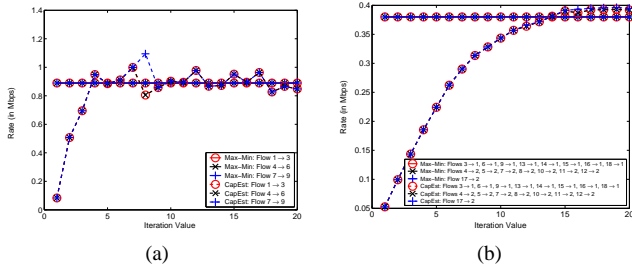 1.4
1.2
1
0.8
0.6
0.4
0.2
0
0 5 10 15 20
Rate (in Mbps)
Iteration Value
Max−Min: Flow 1 → 3
Max−Min: Flow 4 → 6
Max−Min: Flow 7 → 9
CapEst: Flow 1 → 3
CapEst: Flow 4 → 6
CapEst: Flow 7 → 9
(a)
0.4
0.35
0.3
0.25
0.2
0.15
0.1
0.05
0 5 10 15 20
Rate (in Mbps)
Iteration Value
Max−Min: Flows 3 → 1, 6 → 1, 9 → 1, 13 → 1, 14 → 1, 15 → 1, 16 → 1, 18 → 1
Max−Min: Flows 4 → 2, 5 → 2, 7 → 2, 8 → 2, 10 → 2, 11 → 2, 12 → 2
Max−Min: Flow 17 → 2
CapEst: Flows 3 → 1, 6 → 1, 9 → 1, 13 → 1, 14 → 1, 15 → 1, 16 → 1, 18 → 1
CapEst: Flows 4 → 2, 5 → 2, 7 → 2, 8 → 2, 10 → 2, 11 → 2, 12 → 2
CapEst: Flow 17 → 2
(b)